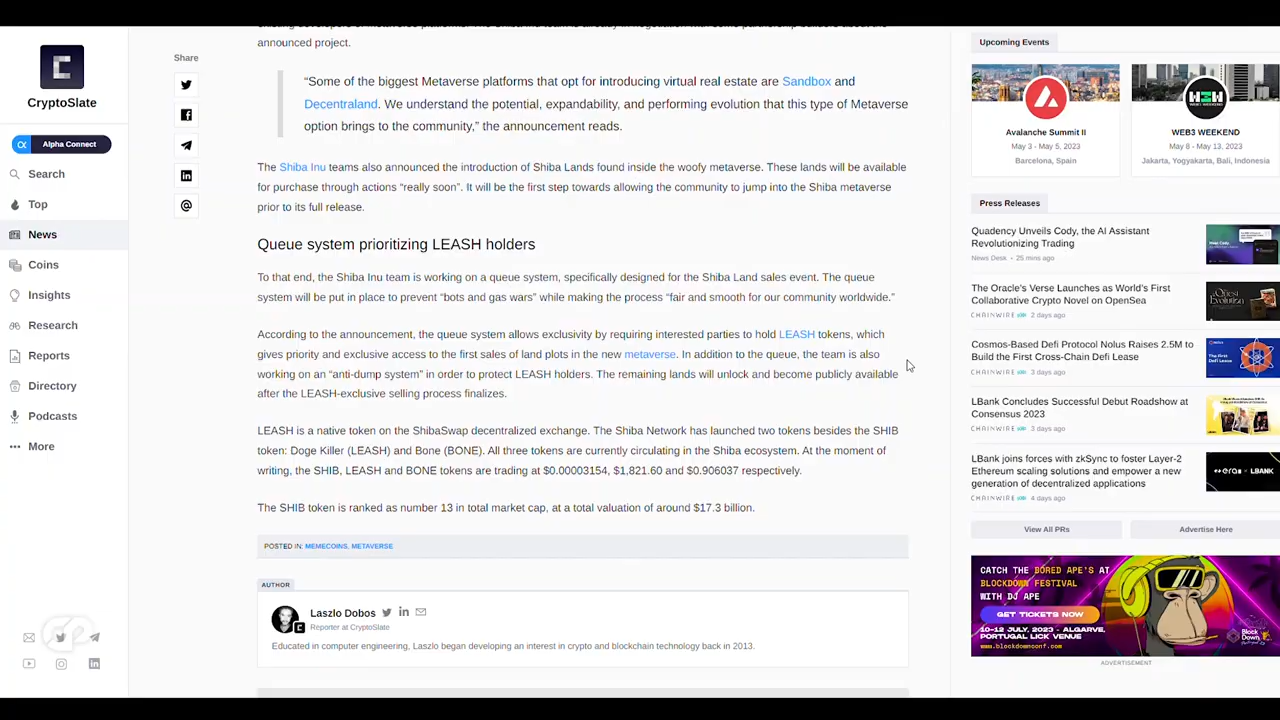 CryptoSlate
Alpha Connect
Search
Top
News
Coins
Insights
Research
Reports
Directory
Podcasts
More
Share
announced project.
“Some of the biggest Metaverse platforms that opt for introducing virtual real estate are Sandbox and
Decentraland. We understand the potential, expandability, and performing evolution that this type of Metaverse
option brings to the community,” the announcement reads.
The Shiba Inu teams also announced the introduction of Shiba Lands found inside the woofy metaverse. These lands will be available
for purchase through actions “really soon”. It will be the first step towards allowing the community to jump into the Shiba metaverse
prior to its full release.
Queue system prioritizing LEASH holders
To that end, the Shiba Inu team is working on a queue system, specifically designed for the Shiba Land sales event. The queue
system will be put in place to prevent “bots and gas wars” while making the process “fair and smooth for our community worldwide.”
According to the announcement, the queue system allows exclusivity by requiring interested parties to hold LEASH tokens, which
gives priority and exclusive access to the first sales of land plots in the new metaverse. In addition to the queue, the team is also
working on an “anti-dump system” in order to protect LEASH holders. The remaining lands will unlock and become publicly available
after the LEASH-exclusive selling process finalizes.
LEASH is a native token on the ShibaSwap decentralized exchange. The Shiba Network has launched two tokens besides the SHIB
token: Doge Killer (LEASH) and Bone (BONE). All three tokens are currently circulating in the Shiba ecosystem. At the moment of
writing, the SHIB, LEASH and BONE tokens are trading at $0.00003154, $1,821.60 and $0.906037 respectively.
The SHIB token is ranked as number 13 in total market cap, at a total valuation of around $17.3 billion.
POSTED IN: MEMECOINS, METAVERSE
AUTHOR
Laszlo Dobos
Reporter at CryptoSlate
Educated in computer engineering, Laszlo began developing an interest in crypto and blockchain technology back in 2013.
Upcoming Events
Avalanche Summit II
May 3 - May 5, 2023
Barcelona, Spain
WEB3 WEEKEND
May 8 - May 13, 2023
Jakarta, Yogyakarta, Bali, Indonesia
Press Releases
Quadency Unveils Cody, the AI Assistant
Revolutionizing Trading
News Desk • 25 mins ago
The Oracle's Verse Launches as World's First
Collaborative Crypto Novel on OpenSea
CHAINWIRE 2 days ago
Cosmos-Based Defi Protocol Nolus Raises 2.5M to
Build the First Cross-Chain Defi Lease
CHAINWIRE 3 days ago
LBank Concludes Successful Debut Roadshow at
Consensus 2023
CHAINWIRE 3 days ago
LBank joins forces with zkSync to foster Layer-2
Ethereum scaling solutions and empower a new
generation of decentralized applications
CHAINWIRE 4 days ago
View All PRs
Advertise Here
CATCH THE BORED APE'S AT
BLOCKDOWN FESTIVAL
WITH DJ APE
GET TICKETS NOW
10-12 JULY, 2023 - ALGARVE,
PORTUGAL LICK VENUE
www.blockdownconf.com
Block
Down
ADVERTISEMENT